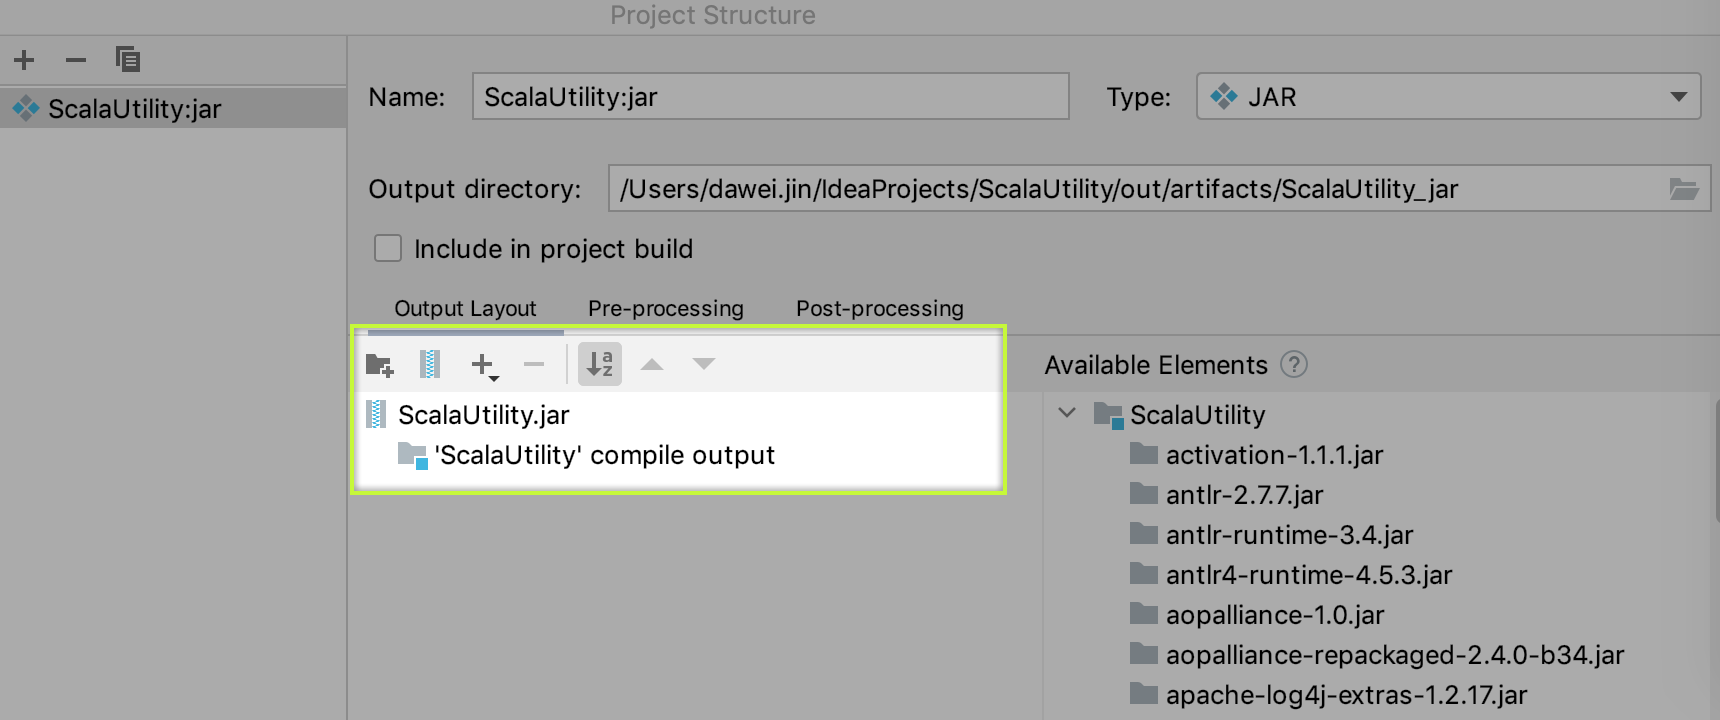 Project Structure
ScalaUtility:jar
Name: ScalaUtility:jar Type: JAR
Output directory: /Users/dawei.jin/IdeaProjects/ScalaUtility/out/artifacts/ScalaUtility_jar
Include in project build
Output Layout Pre-processing Post-processing
ScalaUtility.jar
'ScalaUtility' compile output
Available Elements ?
ScalaUtility
activation-1.1.1.jar
antlr-2.7.7.jar
antlr-runtime-3.4.jar
antlr4-runtime-4.5.3.jar
aopalliance-1.0.jar
aopalliance-repackaged-2.4.0-b34.jar
apache-log4j-extras-1.2.17.jar